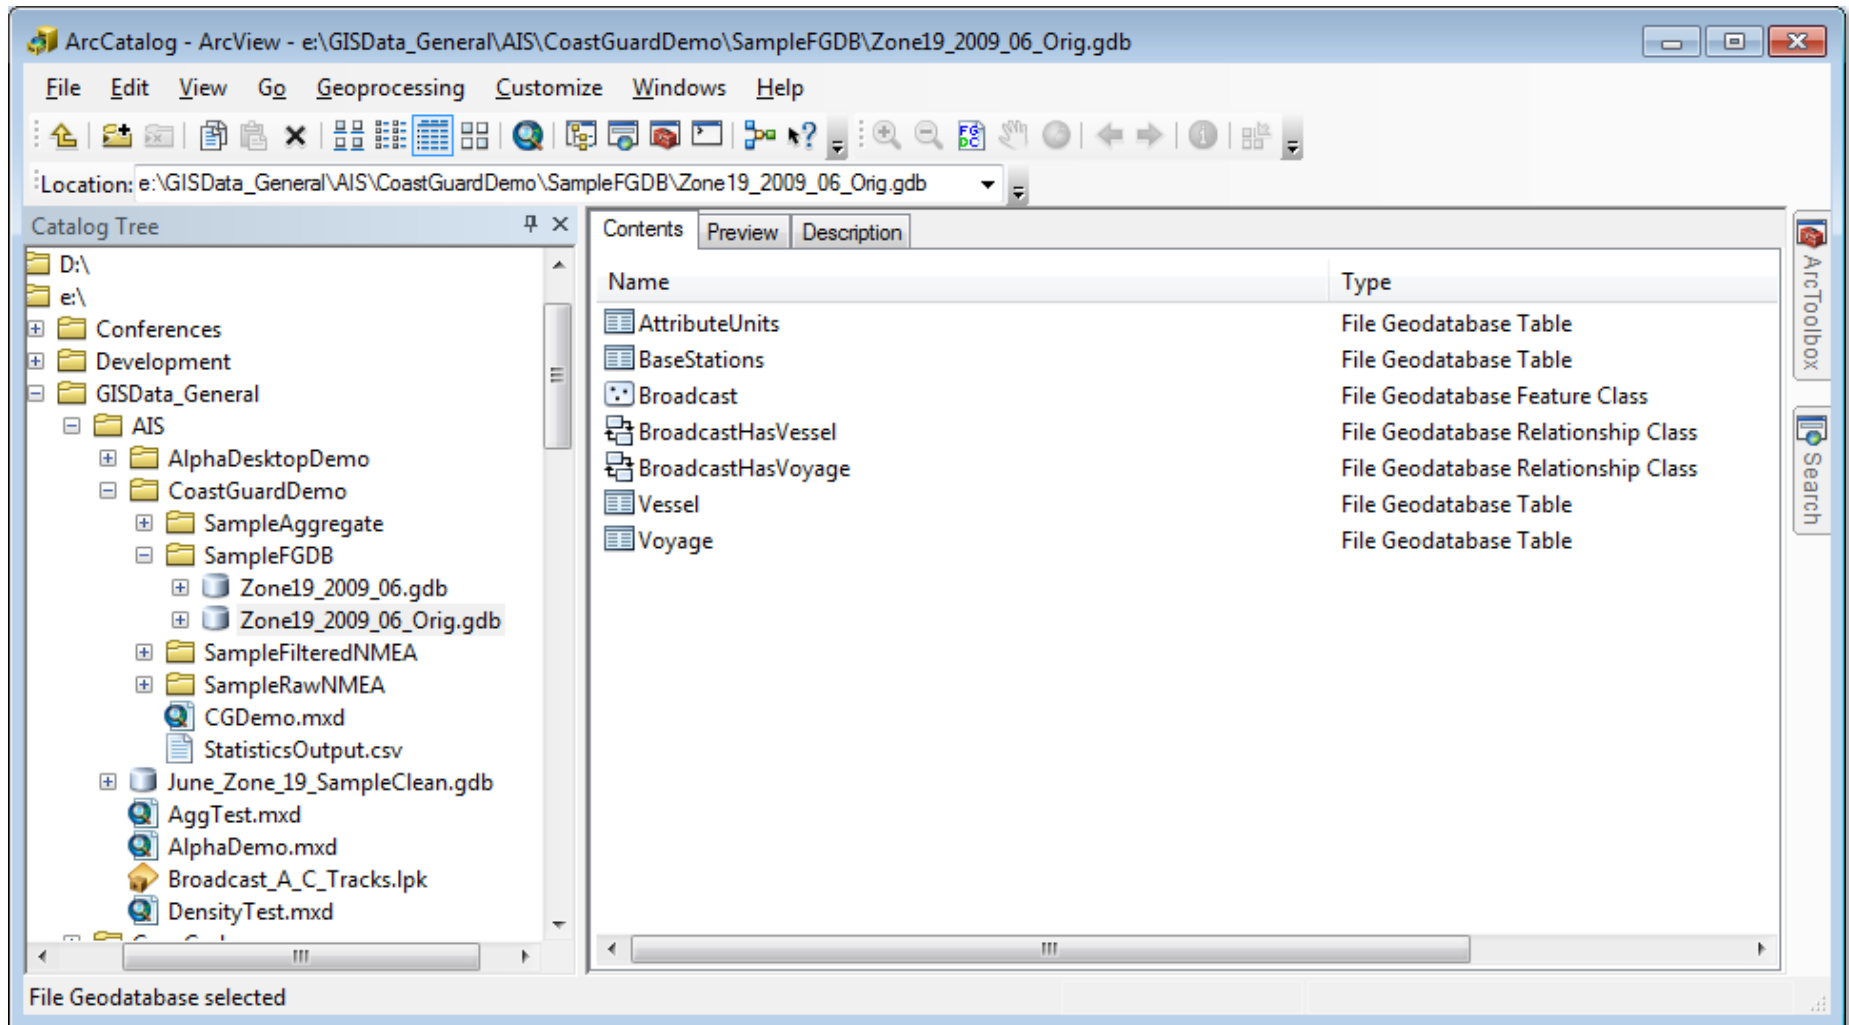 ArcCatalog - ArcView - e:\GISData_General\AIS\CoastGuardDemo\SampleFGDB\Zone19_2009_06_Orig.gdb
File Edit View Go Geoprocessing Customize Windows Help
Location: e:\GISData_General\AIS\CoastGuardDemo\SampleFGDB\Zone19_2009_06_Orig.gdb
Catalog Tree
D:\
e:\
Conferences
Development
GISData_General
AIS
AlphaDesktopDemo
CoastGuardDemo
SampleAggregate
SampleFGDB
Zone19_2009_06.gdb
Zone19_2009_06_Orig.gdb
SampleFilteredNMEA
SampleRawNMEA
CGDemo.mxd
StatisticsOutput.csv
June_Zone_19_SampleClean.gdb
AggTest.mxd
AlphaDemo.mxd
Broadcast_A_C_Tracks.lpk
DensityTest.mxd
Contents Preview Description
Name Type
AttributeUnits File Geodatabase Table
BaseStations File Geodatabase Table
Broadcast File Geodatabase Feature Class
BroadcastHasVessel File Geodatabase Relationship Class
BroadcastHasVoyage File Geodatabase Relationship Class
Vessel File Geodatabase Table
Voyage File Geodatabase Table
ArcToolbox
Search
File Geodatabase selected